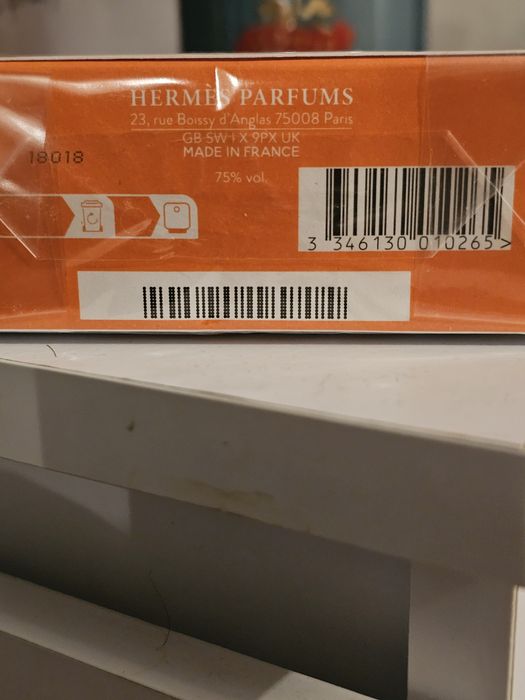 HERMÈS PARFUMS
23, rue Boissy d'Anglas 75008 Paris
GB SW1X 9PX UK
MADE IN FRANCE
18018
75% vol.
3 346130 010265 >